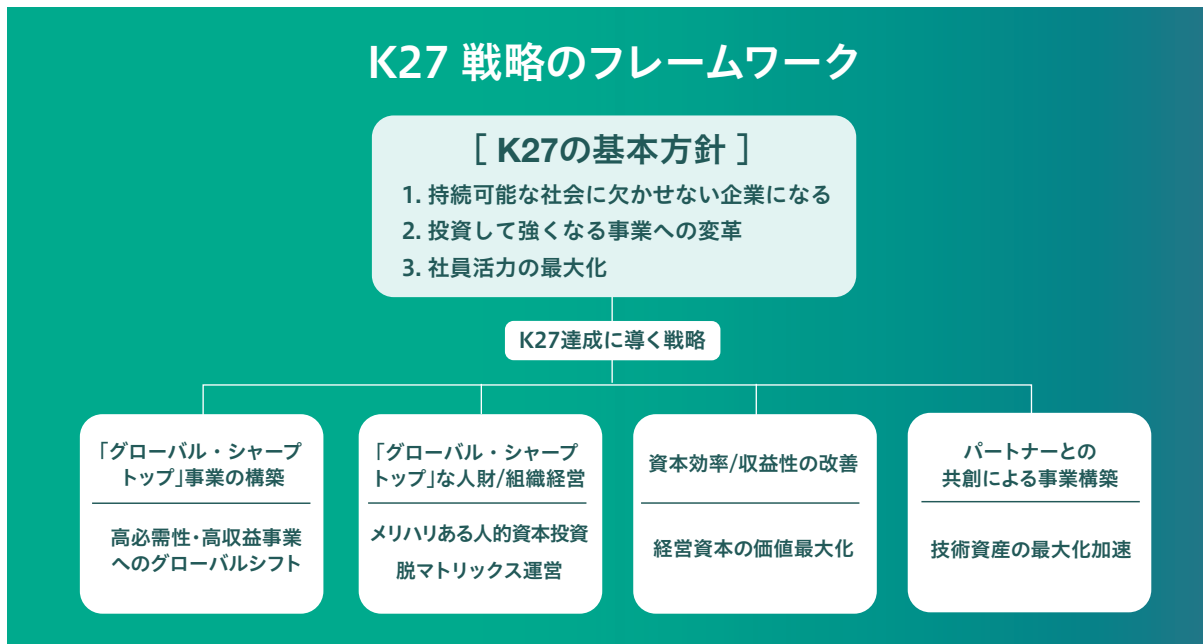 K27 戦略のフレームワーク
[ K27の基本方針 ]
1. 持続可能な社会に欠かせない企業になる
2. 投資して強くなる事業への変革
3. 社員活力の最大化
K27達成に導く戦略
「グローバル・シャープ
トップ」事業の構築
高必需性・高収益事業
へのグローバルシフト
「グローバル・シャープ
トップ」な人財/組織経営
メリハリある人的資本投資
脱マトリックス運営
資本効率/収益性の改善
経営資本の価値最大化
パートナーとの
共創による事業構築
技術資産の最大化加速